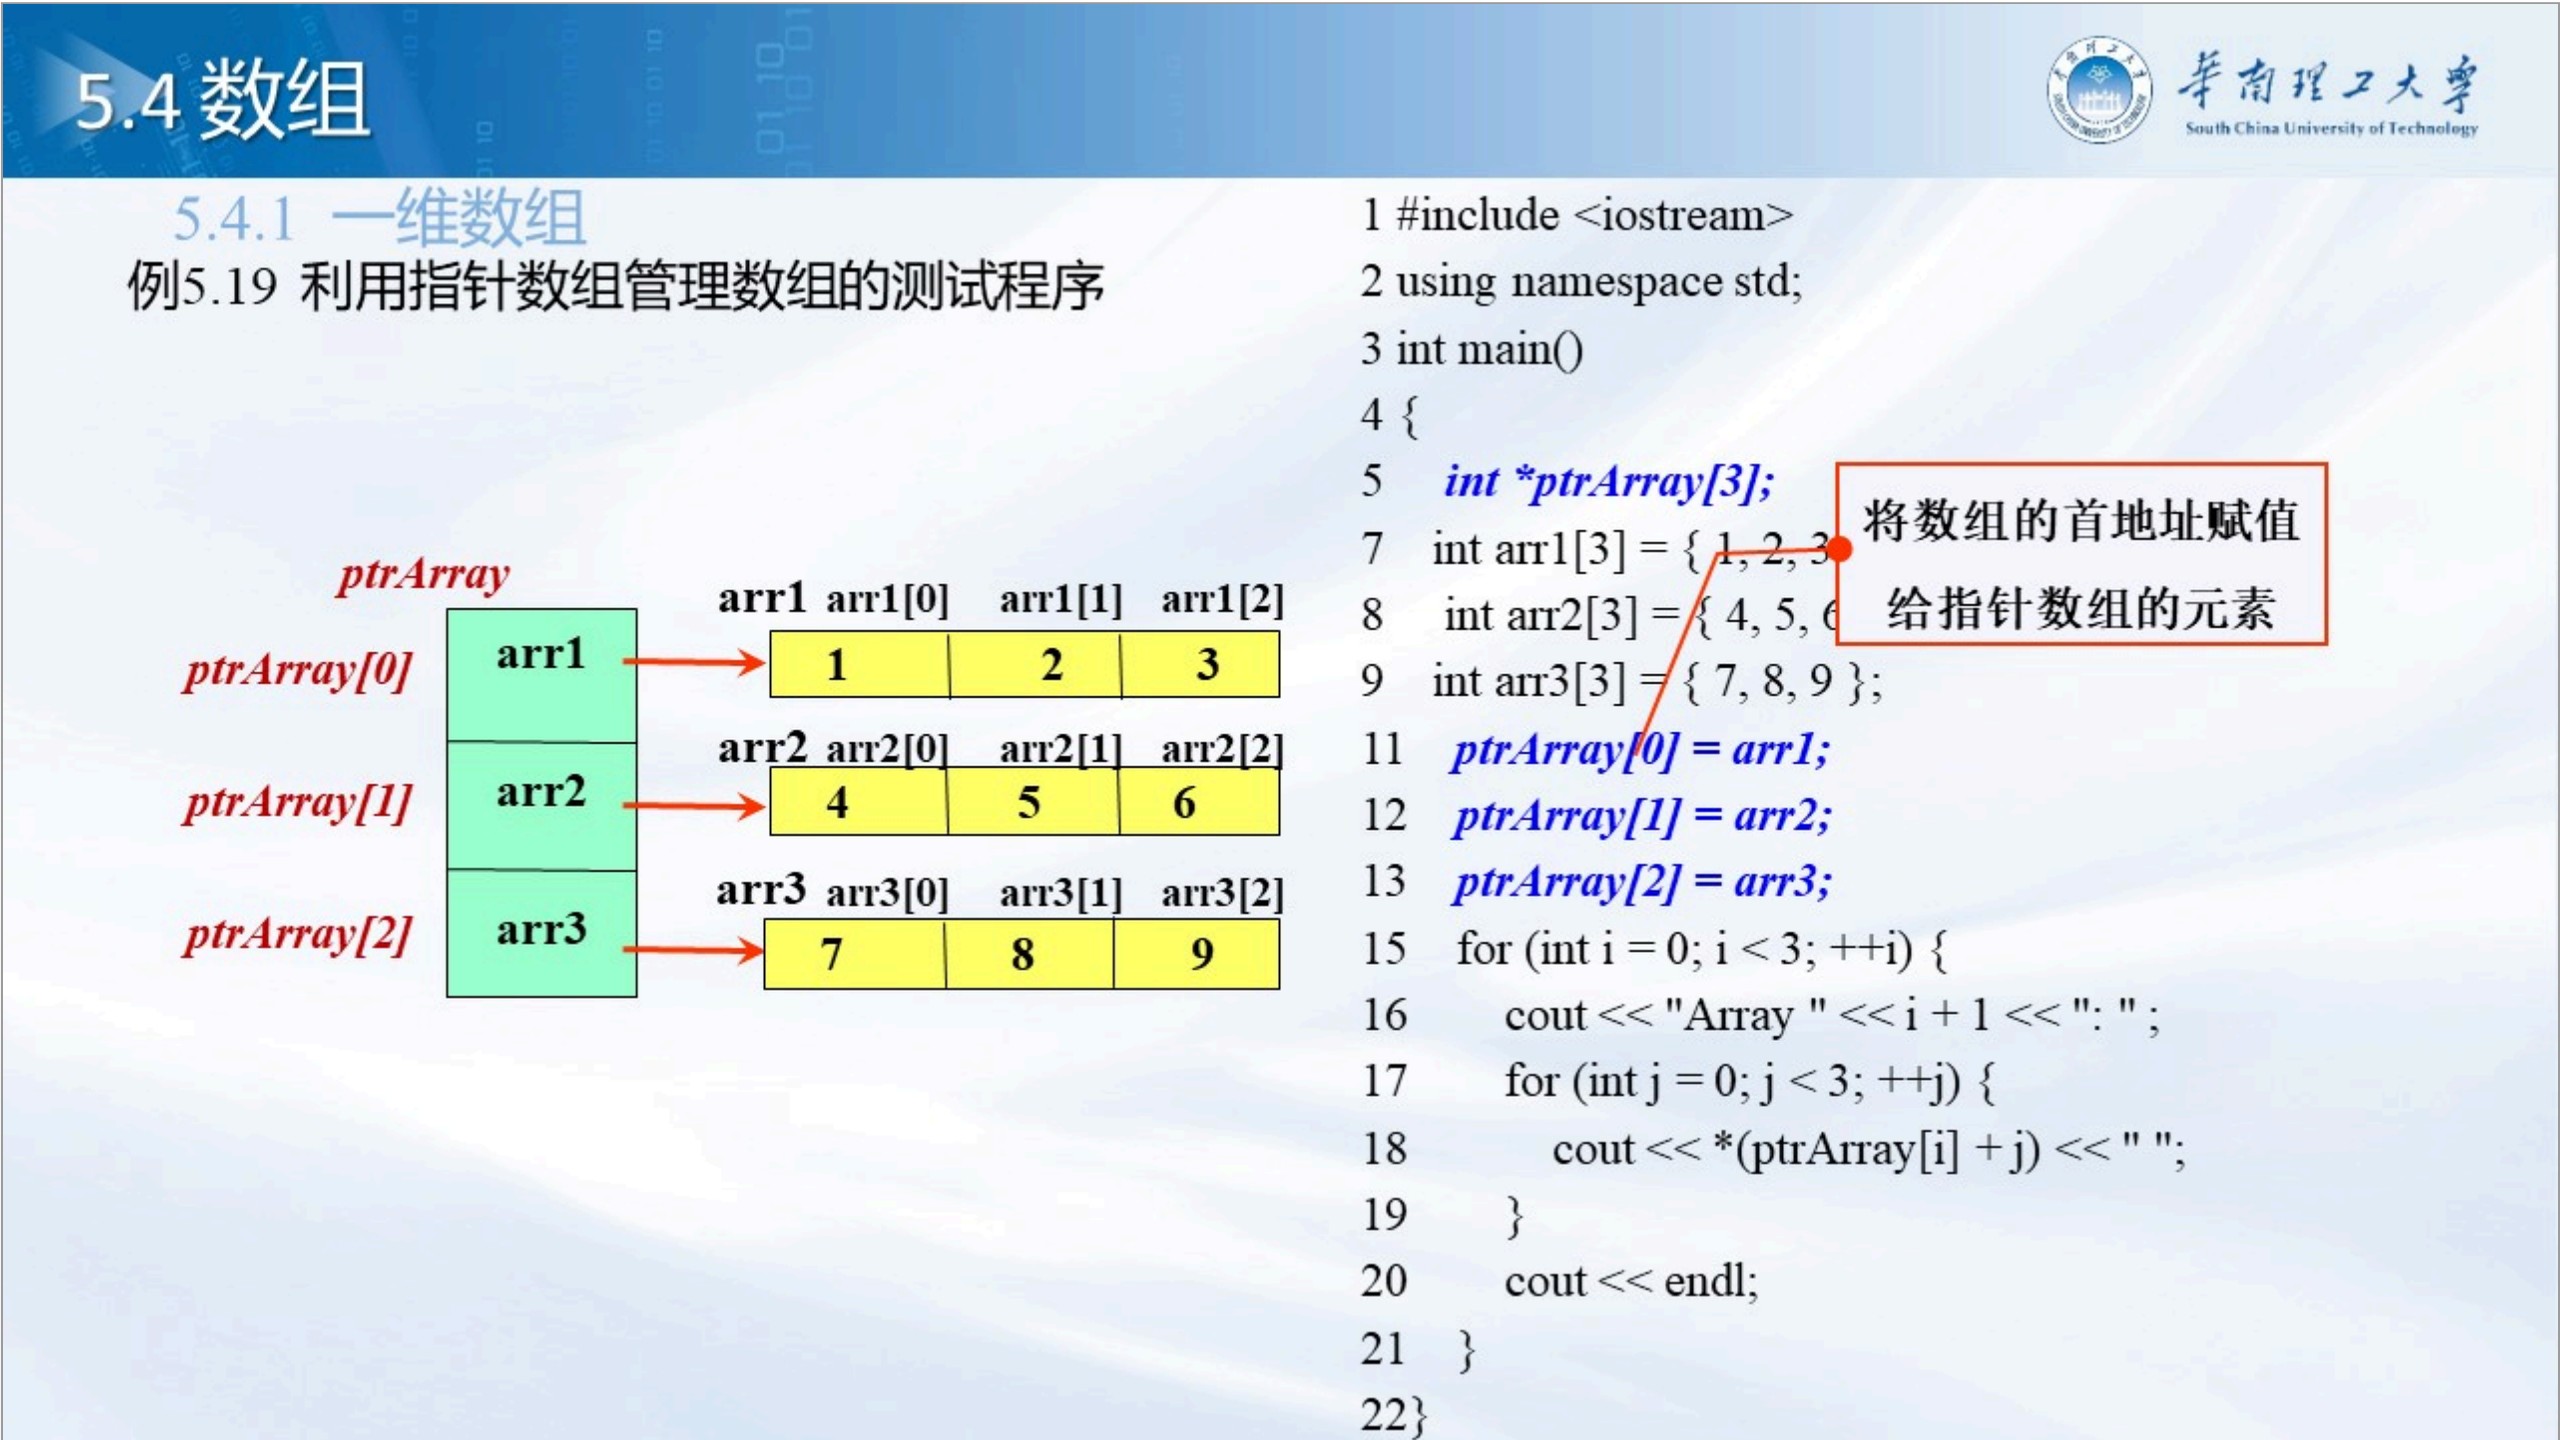 5.4 数组
华南理工大学
South China University of Technology
5.4.1 一维数组
例5.19 利用指针数组管理数组的测试程序
ptrArray
ptrArray[0]
ptrArray[1]
ptrArray[2]
arr1
arr2
arr3
arr1 arr1[0] arr1[1] arr1[2]
1 2 3
arr2 arr2[0] arr2[1] arr2[2]
4 5 6
arr3 arr3[0] arr3[1] arr3[2]
7 8 9
1 #include <iostream>
2 using namespace std;
3 int main()
4 {
5 int *ptrArray[3];
7 int arr1[3] = { 1, 2, 3
8 int arr2[3] = { 4, 5, 6
9 int arr3[3] = { 7, 8, 9 };
11 ptrArray[0] = arr1;
12 ptrArray[1] = arr2;
13 ptrArray[2] = arr3;
15 for (int i = 0; i < 3; ++i) {
16 cout << "Array " << i + 1 << ": " ;
17 for (int j = 0; j < 3; ++j) {
18 cout << *(ptrArray[i] + j) << " ";
19 }
20 cout << endl;
21 }
22}
将数组的首地址赋值
给指针数组的元素